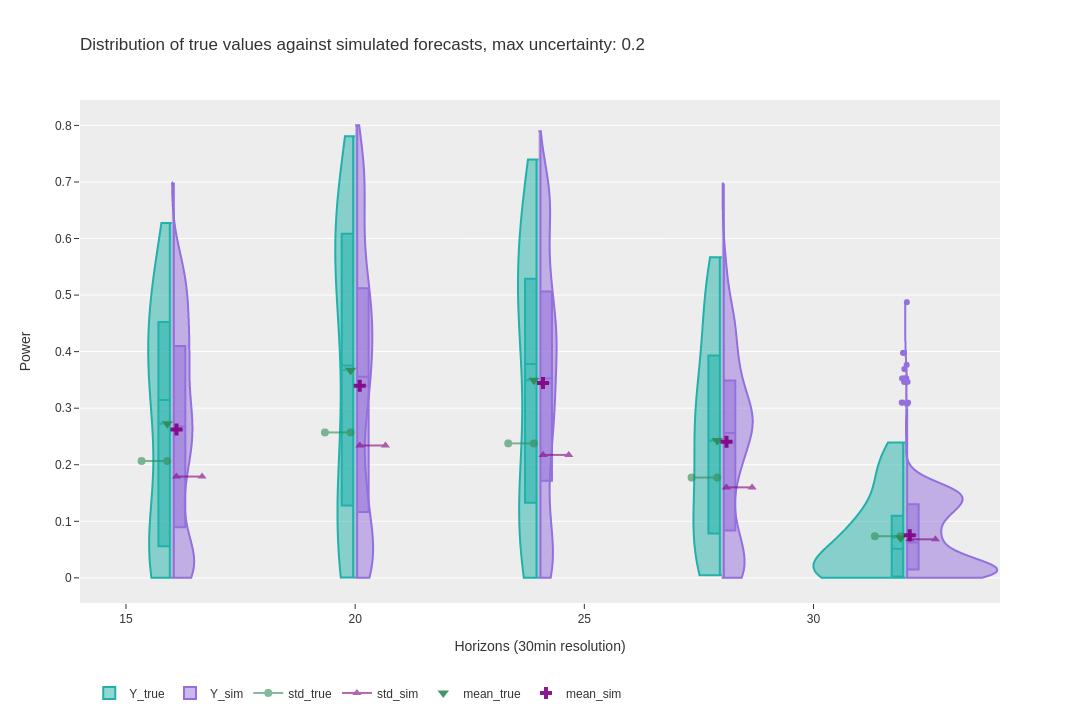 Distribution of true values against simulated forecasts, max uncertainty: 0.2
0.8
0.7
0.6
0.5
0.4
0.3
0.2
0.1
0
Power
15 20 25 30
Horizons (30min resolution)
Y_true Y_sim std_true std_sim mean_true mean_sim